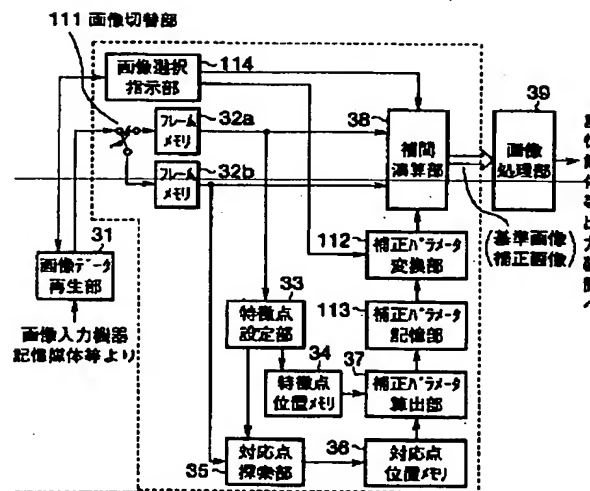 111 画像切替部
画像選択
指示部
114
フレーム
メモリ
32a
フレーム
メモリ
32b
38
補間
演算部
39
画像
処理部
(基準画像
補正画像)
31
画像データ
再生部
画像入力機器
記憶媒体等より
112
補正パラメータ
変換部
33
特徴点
設定部
113
補正パラメータ
記憶部
34
特徴点
位置メモリ
37
補正パラメータ
算出部
35
対応点
探索部
36
対応点
位置メモリ